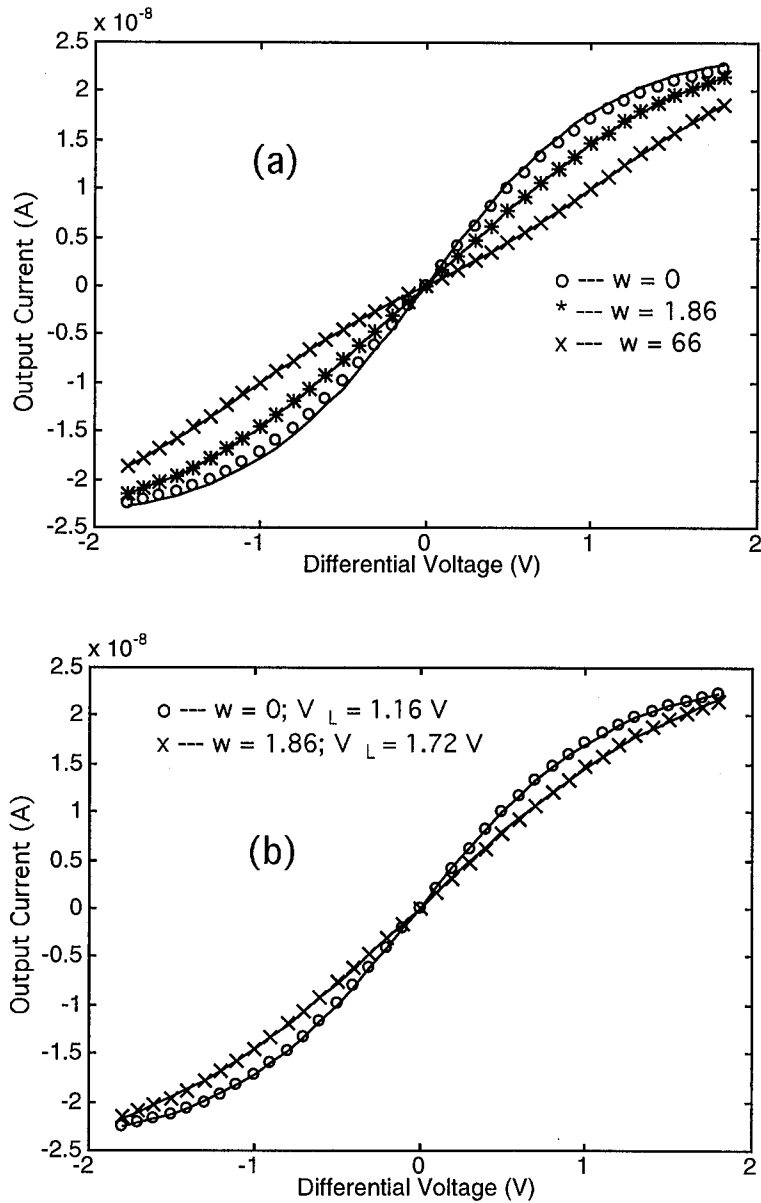 x 10-8
2.5
2
1.5
1
0.5
0
-0.5
-1
-1.5
-2
-2.5
Output Current (A)
(a)
o --- w = 0
* --- w = 1.86
x --- w = 66
-2 -1 0 1 2
Differential Voltage (V)
x 10-8
2.5
2
1.5
1
0.5
0
-0.5
-1
-1.5
-2
-2.5
Output Current (A)
o --- w = 0; V L = 1.16 V
x --- w = 1.86; V L = 1.72 V
(b)
-2 -1 0 1 2
Differential Voltage (V)